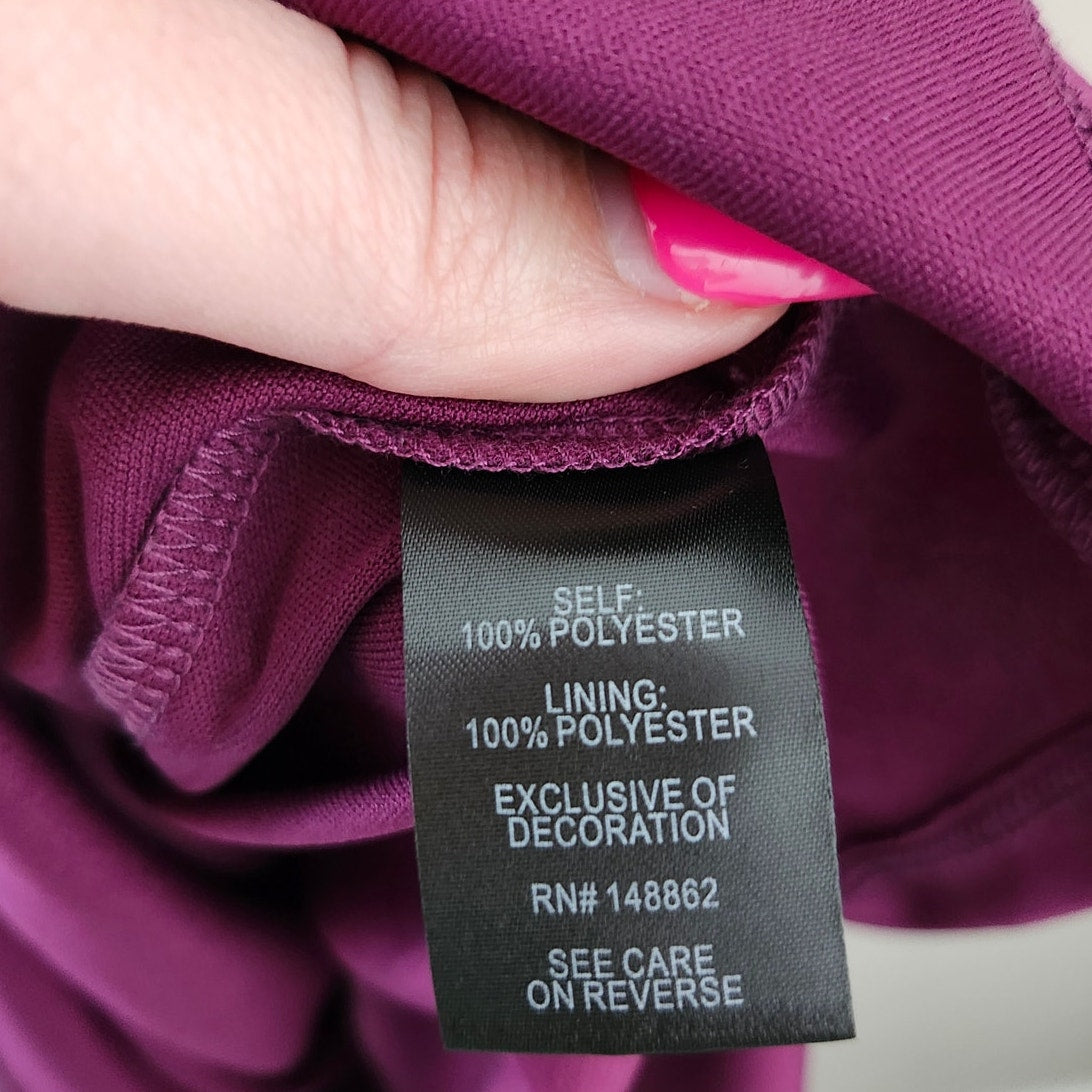 SELF:
100% POLYESTER
LINING:
100% POLYESTER
EXCLUSIVE OF
DECORATION
RN# 148862
SEE CARE
ON REVERSE